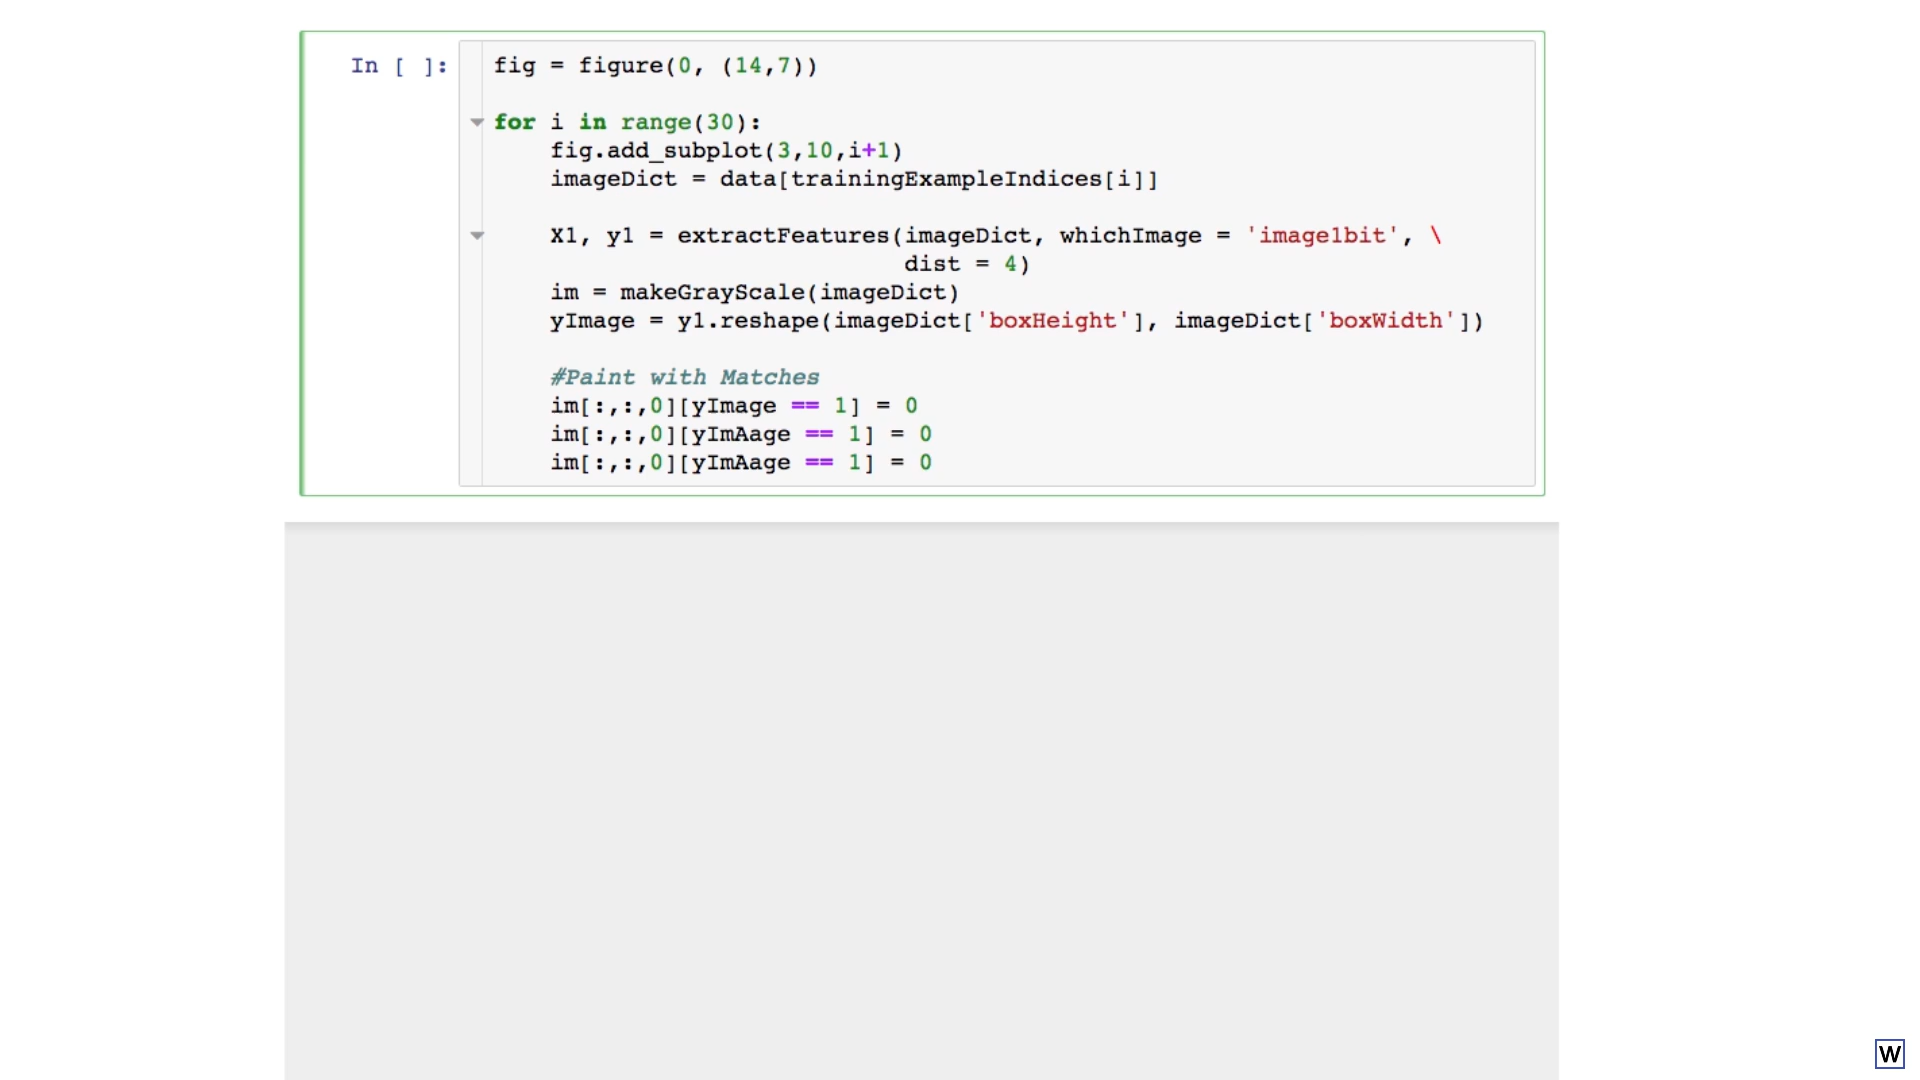 In [ ]:
fig = figure(0, (14,7))
for i in range(30):
fig.add_subplot(3,10,i+1)
imageDict = data[trainingExampleIndices[i]]
X1, y1 = extractFeatures(imageDict, whichImage = 'image1bit', \
dist = 4)
im = makeGrayScale(imageDict)
yImage = y1.reshape(imageDict['boxHeight'], imageDict['boxWidth'])
#Paint with Matches
im[:,:,0][yImage == 1] = 0
im[:,:,0][yImAage == 1] = 0
im[:,:,0][yImAage == 1] = 0
W